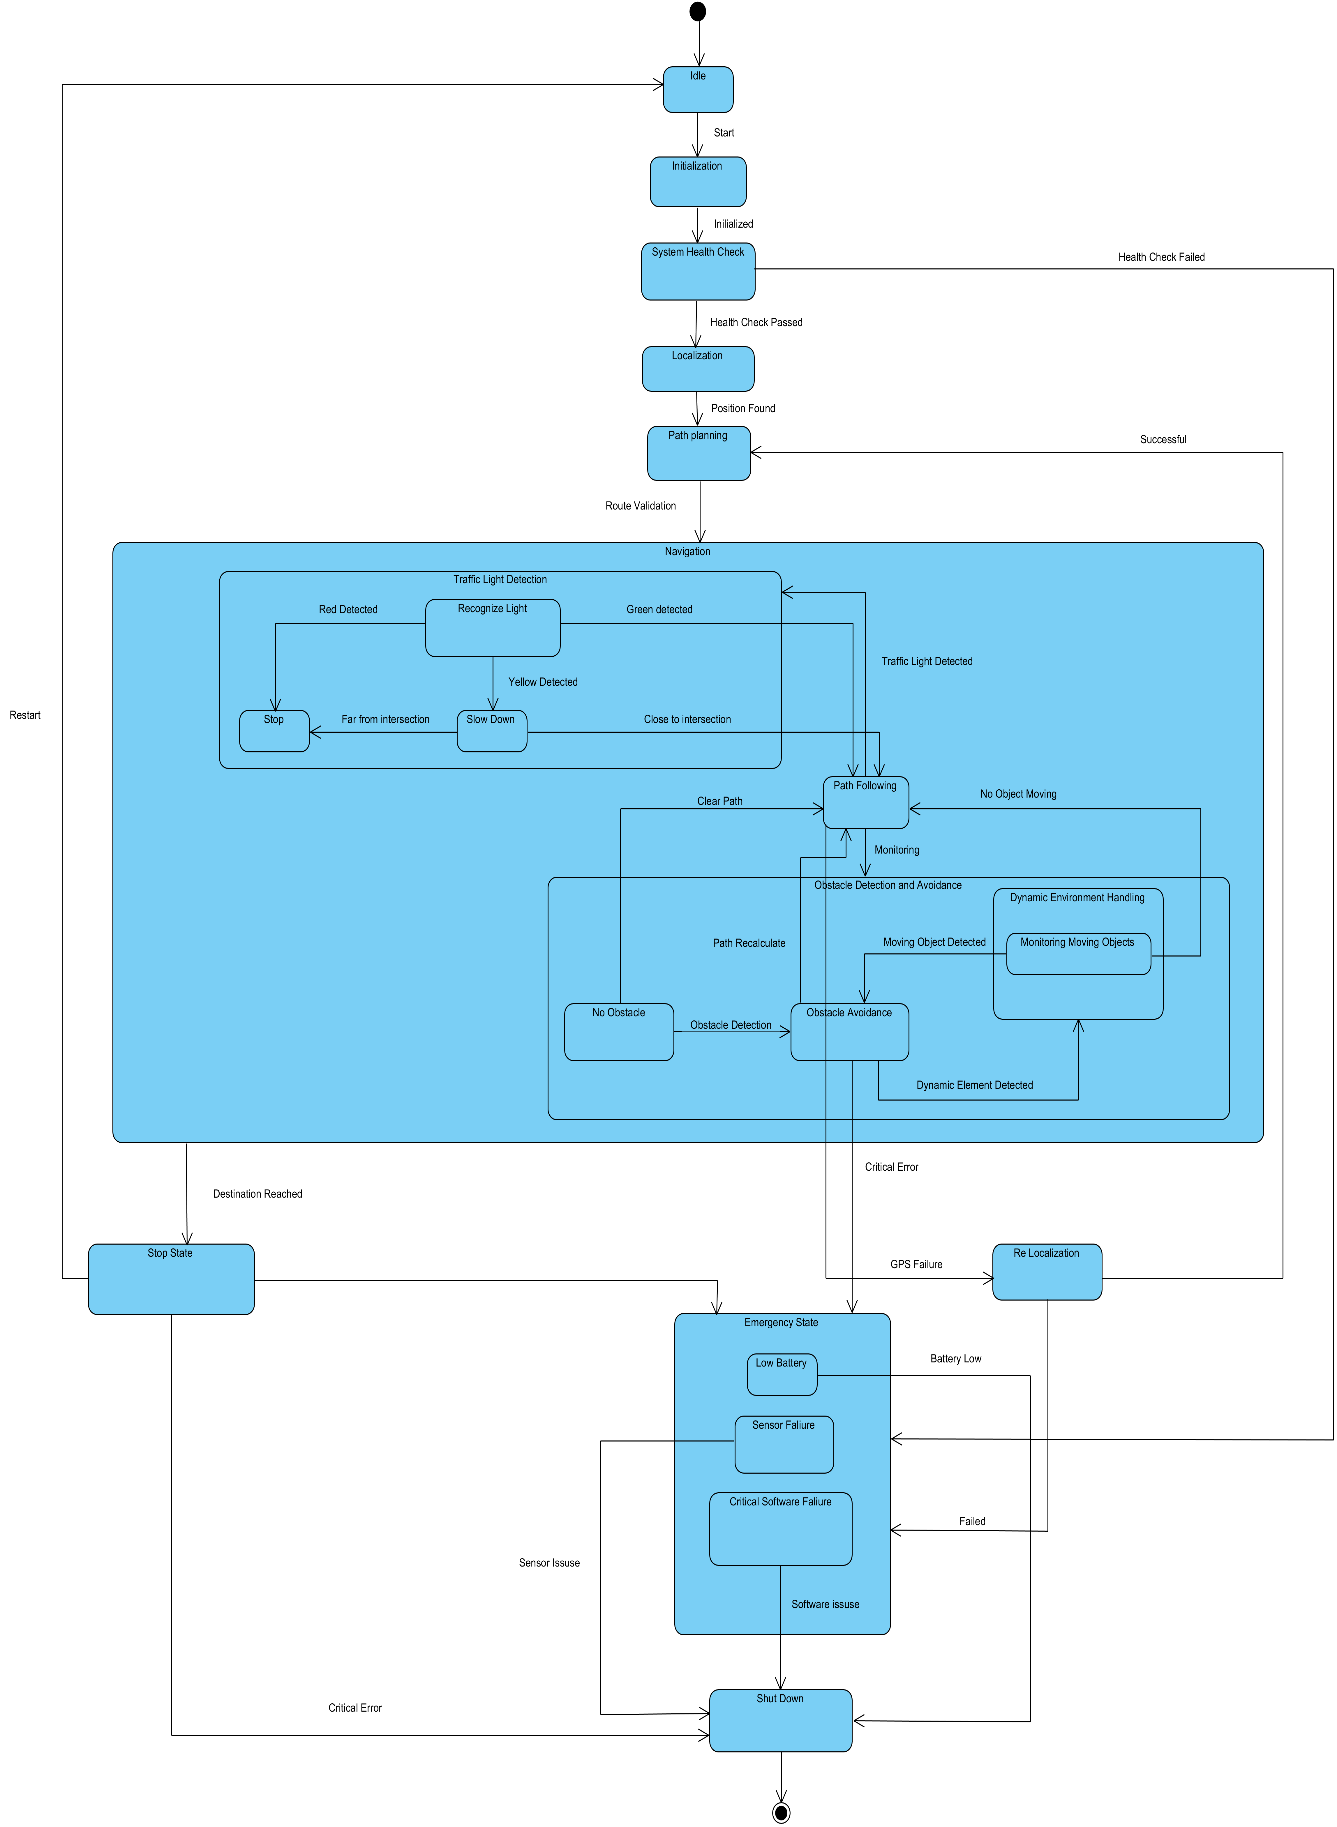 Idle
Start
Initialization
Inilialized
System Health Check
Health Check Failed
Health Check Passed
Localization
Position Found
Path planning
Successful
Route Validation
Navigation
Traffic Light Detection
Recognize Light
Red Detected
Green detected
Traffic Light Detected
Yellow Detected
Restart
Stop
Far from intersection
Slow Down
Close to intersection
Path Following
No Object Moving
Clear Path
Monitoring
Obstacle Detection and Avoidance
Dynamic Environment Handling
Path Recalculate
Moving Object Detected
Monitoring Moving Objects
No Obstacle
Obstacle Detection
Obstacle Avoidance
Dynamic Element Detected
Critical Error
Destination Reached
Stop State
GPS Failure
Re Localization
Emergency State
Low Battery
Battery Low
Sensor Faliure
Critical Software Faliure
Failed
Sensor Issuse
Software issuse
Shut Down
Critical Error